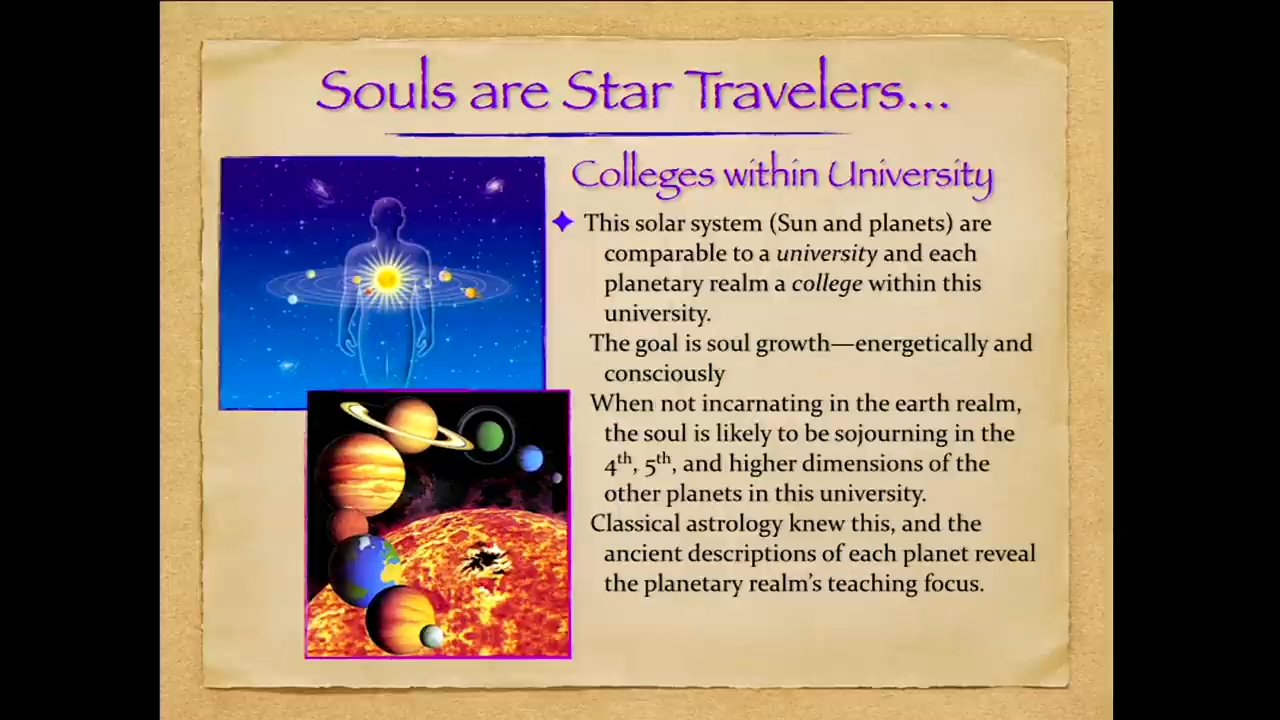 Souls are Star Travelers...
Colleges within University
This solar system (Sun and planets) are
comparable to a university and each
planetary realm a college within this
university.
The goal is soul growth—energetically and
consciously
When not incarnating in the earth realm,
the soul is likely to be sojourning in the
4th, 5th, and higher dimensions of the
other planets in this university.
Classical astrology knew this, and the
ancient descriptions of each planet reveal
the planetary realm's teaching focus.